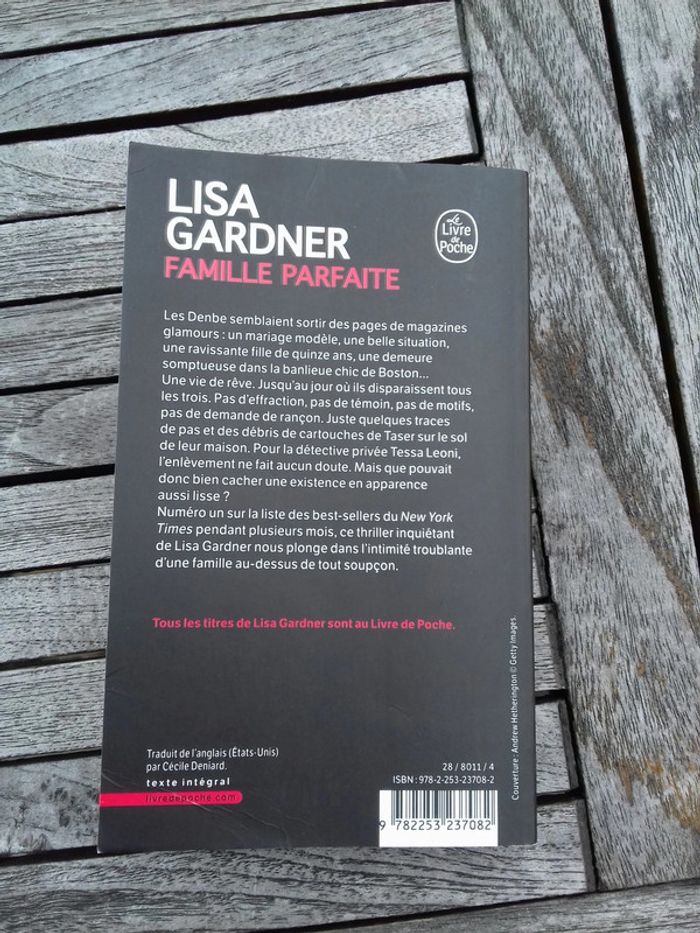 LISA
GARDNER
FAMILLE PARFAITE
Le
Livre
de
Poche
Les Denbe semblaient sortir des pages de magazines
glamours : un mariage modèle, une belle situation,
une ravissante fille de quinze ans, une demeure
somptueuse dans la banlieue chic de Boston...
Une vie de rêve. Jusqu'au jour où ils disparaissent tous
les trois. Pas d'effraction, pas de témoin, pas de motifs,
pas de demande de rançon. Juste quelques traces
de pas et des débris de cartouches de Taser sur le sol
de leur maison. Pour la détective privée Tessa Leoni,
l'enlèvement ne fait aucun doute. Mais que pouvait
donc bien cacher une existence en apparence
aussi lisse ?
Numéro un sur la liste des best-sellers du New York
Times pendant plusieurs mois, ce thriller inquiétant
de Lisa Gardner nous plonge dans l'intimité troublante
d'une famille au-dessus de tout soupçon.
Tous les titres de Lisa Gardner sont au Livre de Poche.
Couverture : Andrew Hetherington © Getty Images.
Traduit de l'anglais (États-Unis)
par Cécile Deniard.
texte intégral
livredepoche.com
28 / 8011 / 4
ISBN : 978-2-253-23708-2
9 782253 237082